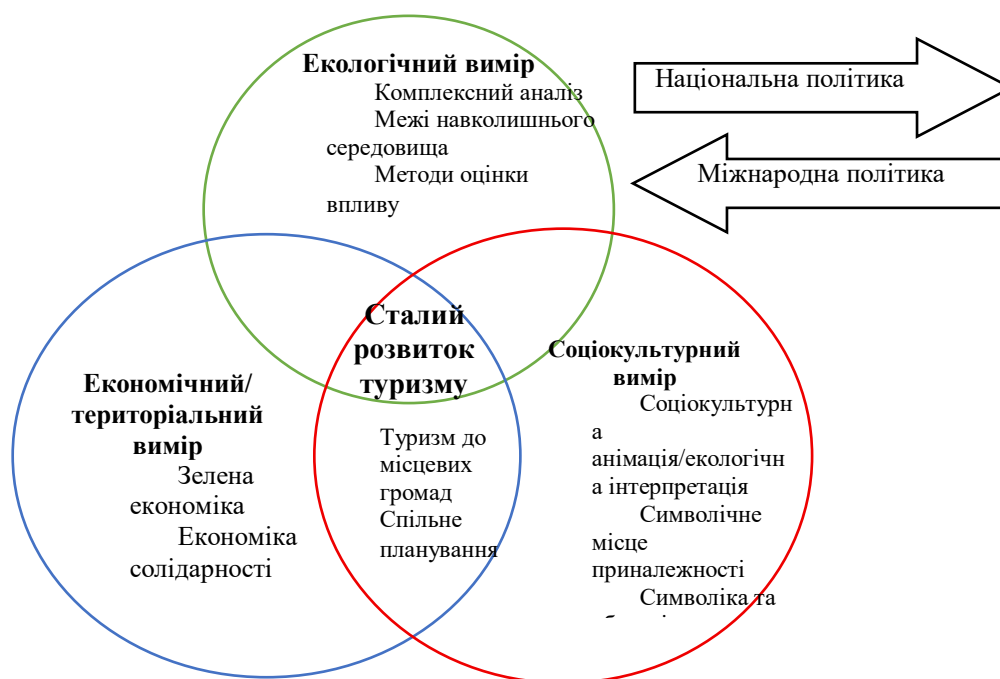 Екологічний вимір
Комплексний аналіз
Межі навколишнього
середовища
Методи оцінки
впливу
Національна політика
Міжнародна політика
Сталий
розвиток
туризму
Економічний/
територіальний
вимір
Зелена
економіка
Економіка
солідарності
Туризм до
місцевих
громад
Спільне
планування
Соціокультурний
вимір
Соціокультурн
а
анімація/екологічн
а інтерпретація
Символічне
місце
приналежності
Символіка та